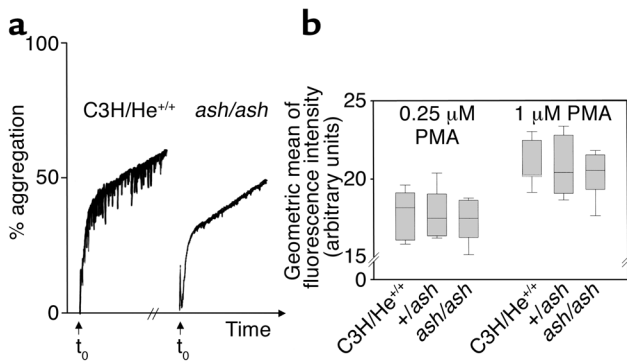 a
% aggregation
100
50
0
C3H/He+/+
ash/ash
t0
t0
Time
b
Geometric mean of
fluorescence intensity
(arbitrary units)
25
20
15
0
0.25 µM
PMA
1 µM PMA
C3H/He+/+
+/ash
ash/ash
C3H/He+/+
+/ash
ash/ash